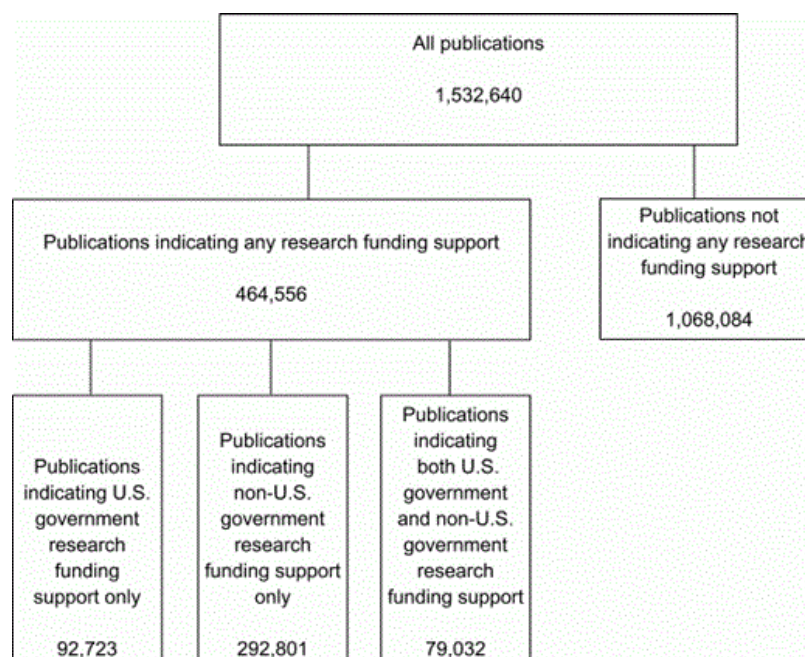 All publications
1,532,640
Publications indicating any research funding support
464,556
Publications not
indicating any research
funding support
1,068,084
Publications
indicating U.S.
government
research
funding
support only
92,723
Publications
indicating
non-U.S.
government
research
funding support
only
292,801
Publications
indicating
both U.S.
government
and non-U.S.
government
research
funding support
79,032